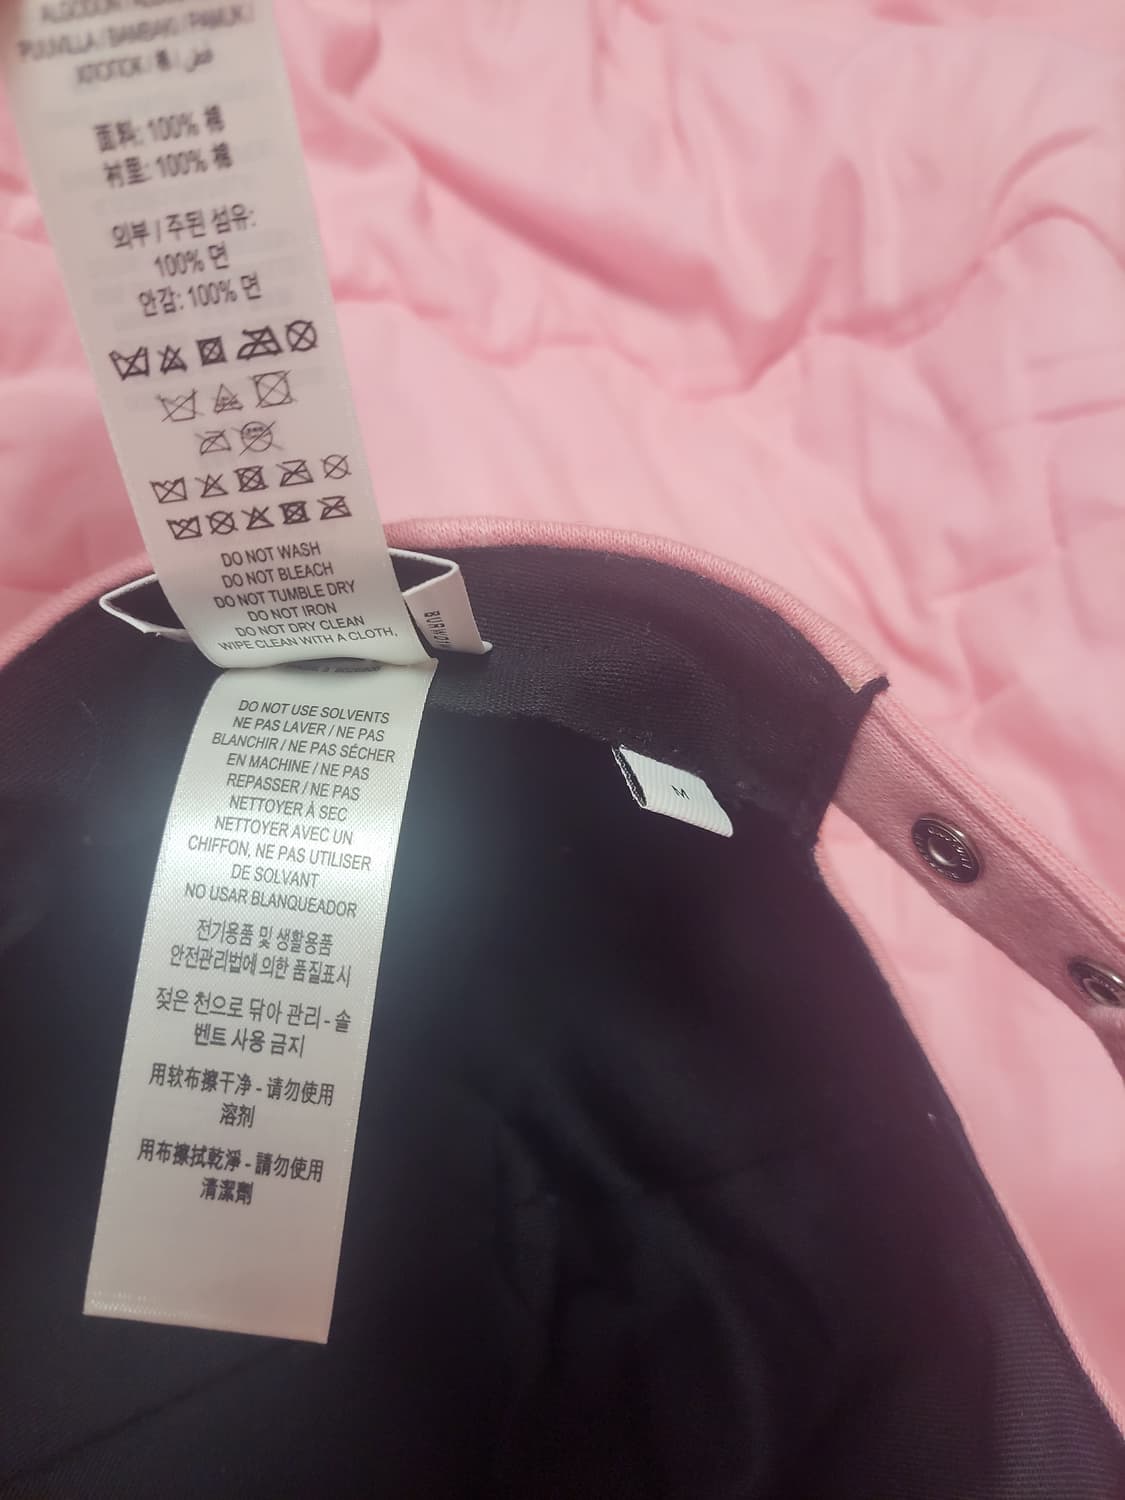 ALGODÓN /
PUUVILLA / BAMBAKI / PAMUK /
ХЛОПОК / 棉 / قطن
面料: 100% 棉
衬里: 100% 棉
외부 / 주된 섬유:
100% 면
안감: 100% 면
DO NOT WASH
DO NOT BLEACH
DO NOT TUMBLE DRY
DO NOT IRON
DO NOT DRY CLEAN
WIPE CLEAN WITH A CLOTH,
DO NOT USE SOLVENTS
NE PAS LAVER / NE PAS
BLANCHIR / NE PAS SÉCHER
EN MACHINE / NE PAS
REPASSER / NE PAS
NETTOYER À SEC
NETTOYER AVEC UN
CHIFFON, NE PAS UTILISER
DE SOLVANT
NO USAR BLANQUEADOR
전기용품 및 생활용품
안전관리법에 의한 품질표시
젖은 천으로 닦아 관리 - 솔
벤트 사용 금지
用软布擦干净 - 请勿使用
溶剂
用布擦拭乾淨 - 請勿使用
清潔劑
M